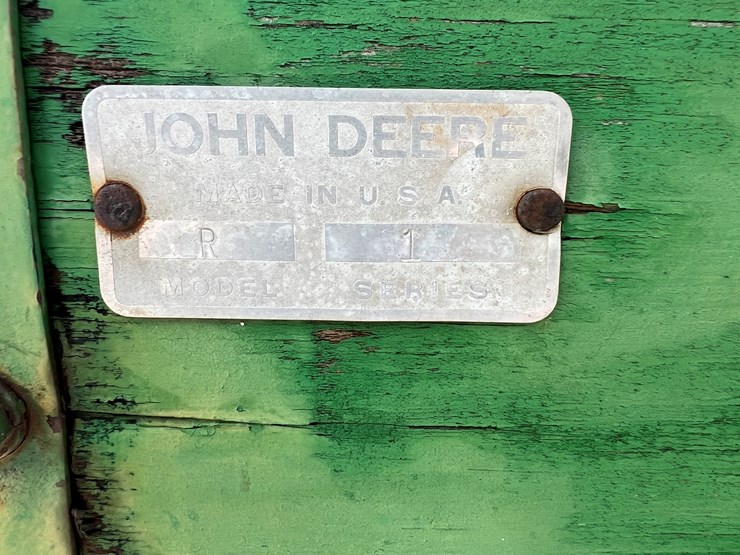 JOHN DEERE
MADE IN U.S.A.
R 1
MODEL SERIES